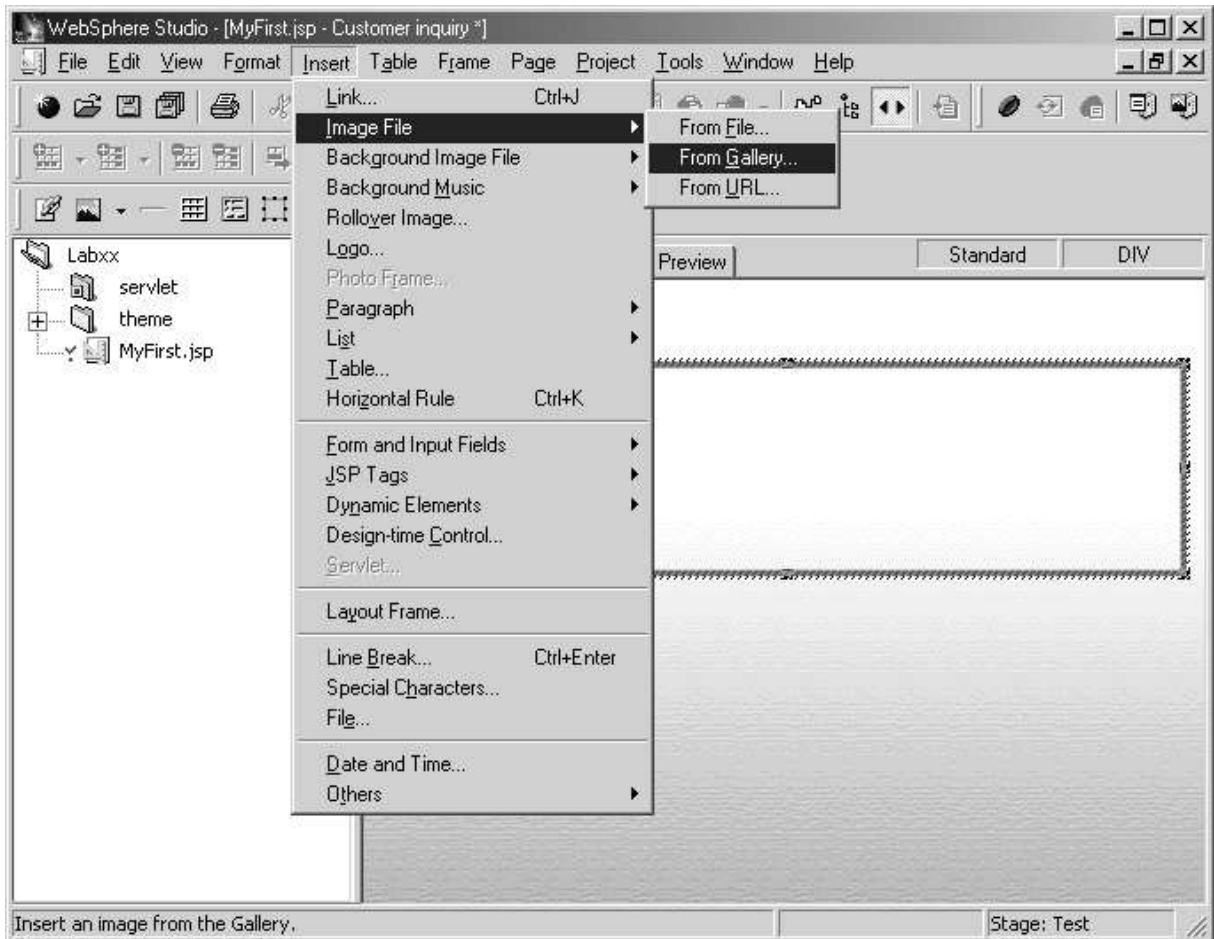 WebSphere Studio - [MyFirst.jsp - Customer inquiry *]
File Edit View Format Insert Table Frame Page Project Tools Window Help
Link... Ctrl+J
Image File
Background Image File
Background Music
Rollover Image...
Logo...
Photo Frame...
Paragraph
List
Table...
Horizontal Rule Ctrl+K
Form and Input Fields
JSP Tags
Dynamic Elements
Design-time Control...
Servlet...
Layout Frame...
Line Break... Ctrl+Enter
Special Characters...
File...
Date and Time...
Others
From File...
From Gallery...
From URL...
Labxx
servlet
theme
MyFirst.jsp
Preview
Standard DIV
Insert an image from the Gallery.
Stage: Test